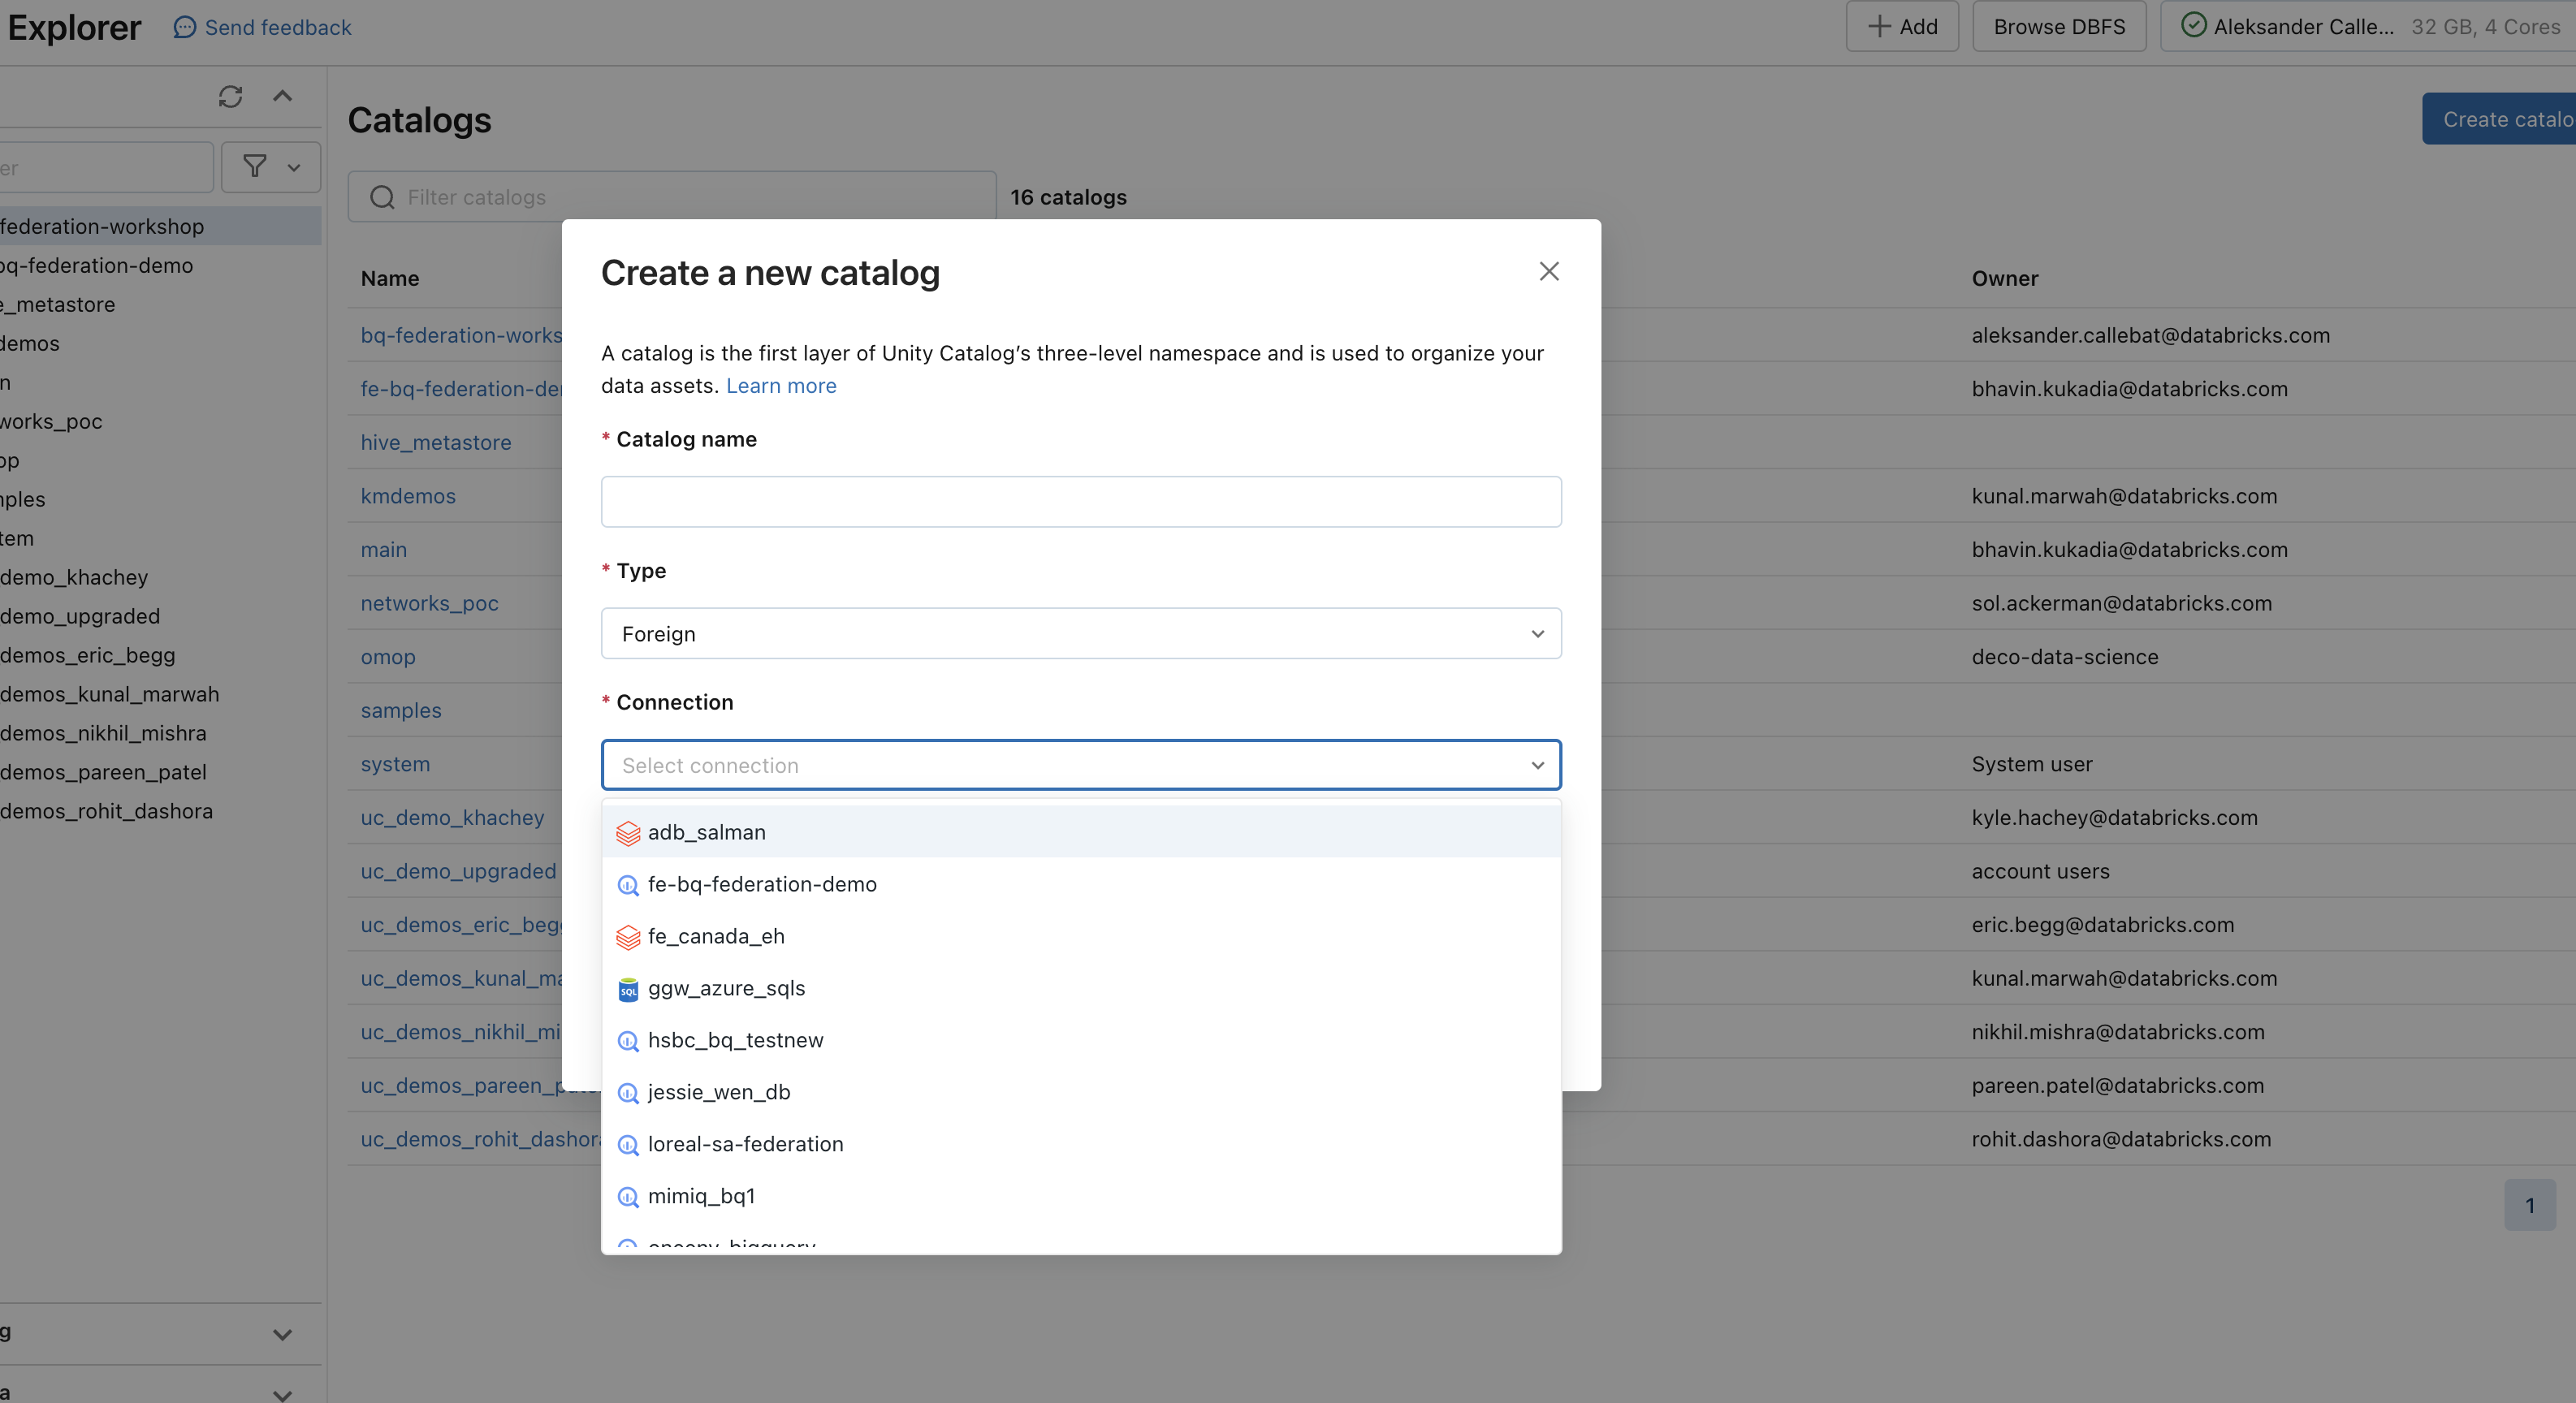 Explorer
Send feedback
Add
Browse DBFS
Aleksander Calle...
32 GB, 4 Cores
er
federation-workshop
bq-federation-demo
e_metastore
demos
n
works_poc
op
nples
tem
demo_khachey
demo_upgraded
demos_eric_begg
demos_kunal_marwah
demos_nikhil_mishra
demos_pareen_patel
demos_rohit_dashora
g
a
Catalogs
Create catalo
Filter catalogs
16 catalogs
Name
Owner
bq-federation-works
aleksander.callebat@databricks.com
fe-bq-federation-de
bhavin.kukadia@databricks.com
hive_metastore
kmdemos
kunal.marwah@databricks.com
main
bhavin.kukadia@databricks.com
networks_poc
sol.ackerman@databricks.com
omop
deco-data-science
samples
system
System user
uc_demo_khachey
kyle.hachey@databricks.com
uc_demo_upgraded
account users
uc_demos_eric_beg
eric.begg@databricks.com
uc_demos_kunal_ma
kunal.marwah@databricks.com
uc_demos_nikhil_mi
nikhil.mishra@databricks.com
uc_demos_pareen_p
pareen.patel@databricks.com
uc_demos_rohit_dashora
rohit.dashora@databricks.com
1
Create a new catalog
A catalog is the first layer of Unity Catalog’s three-level namespace and is used to organize your
data assets. Learn more
* Catalog name
* Type
Foreign
* Connection
Select connection
adb_salman
fe-bq-federation-demo
fe_canada_eh
SQL ggw_azure_sqls
hsbc_bq_testnew
jessie_wen_db
loreal-sa-federation
mimiq_bq1